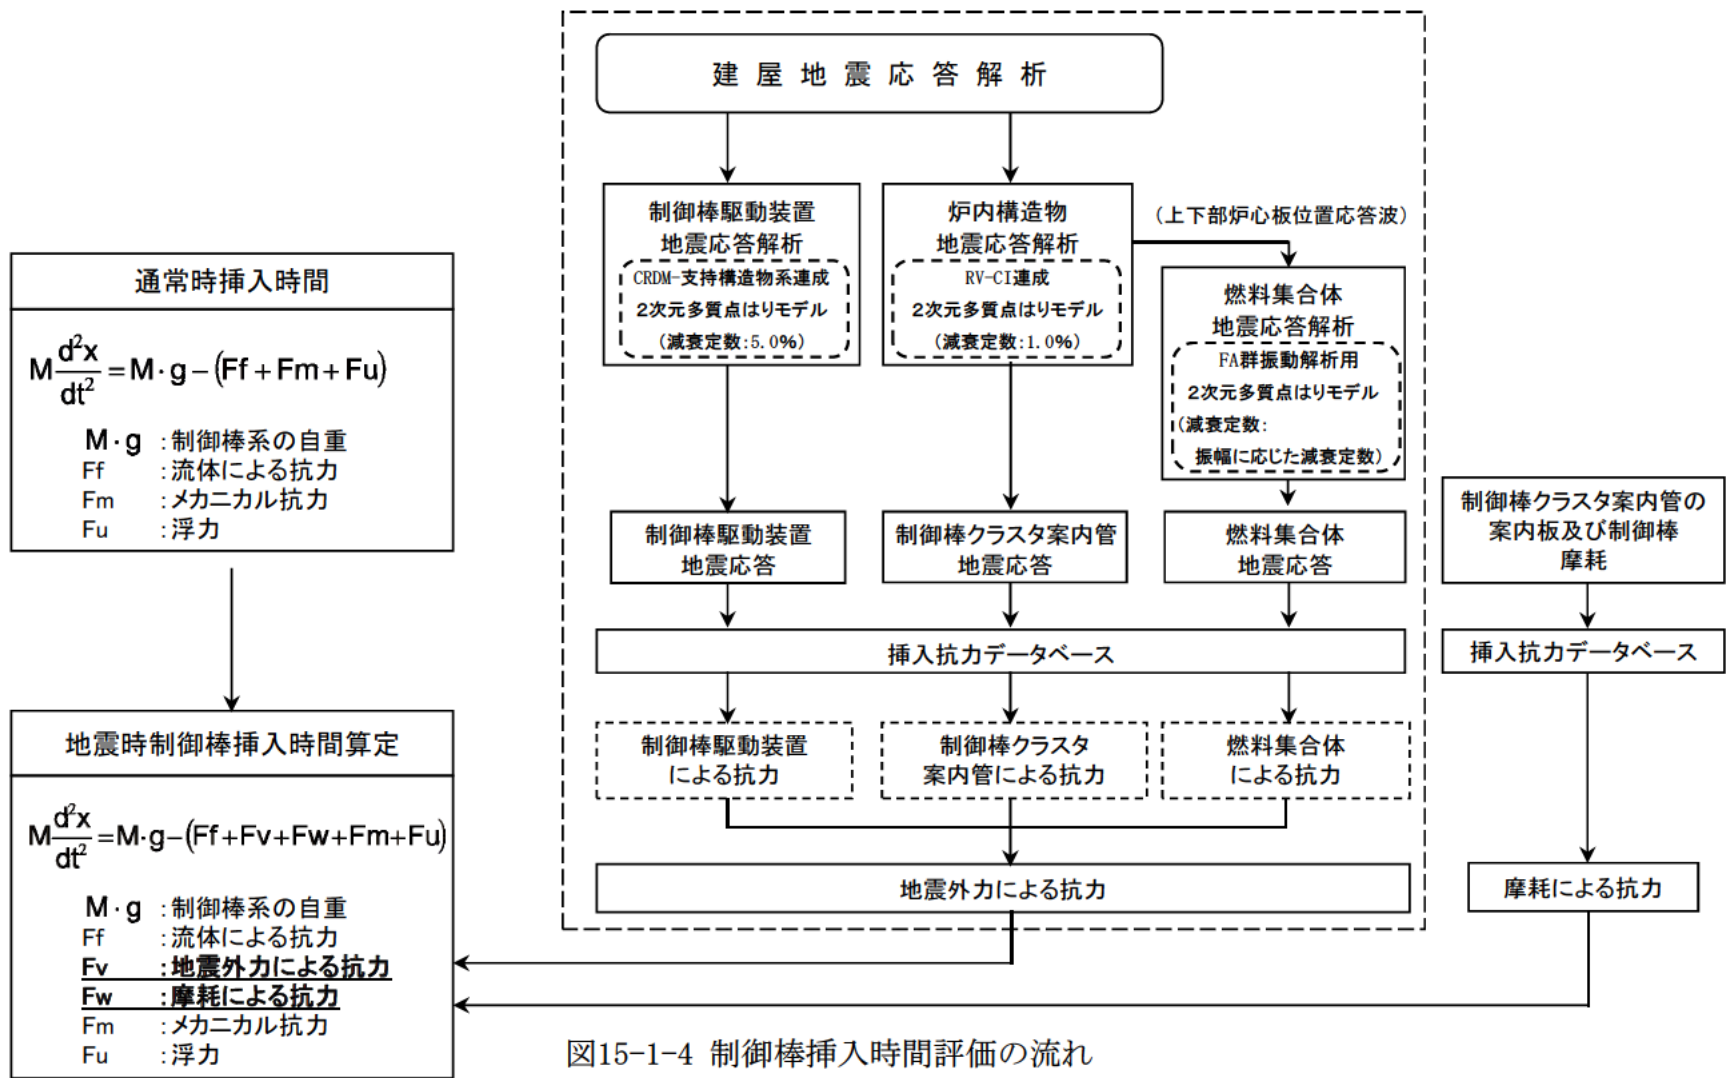 建屋地震応答解析
制御棒駆動装置
地震応答解析
CRDM-支持構造物系連成
2次元多質点はりモデル
(減衰定数:5.0%)
炉内構造物
地震応答解析
RV-CI連成
2次元多質点はりモデル
(減衰定数:1.0%)
(上下部炉心板位置応答波)
燃料集合体
地震応答解析
FA群振動解析用
2次元多質点はりモデル
(減衰定数:
振幅に応じた減衰定数)
制御棒駆動装置
地震応答
制御棒クラスタ案内管
地震応答
燃料集合体
地震応答
挿入抗力データベース
制御棒駆動装置
による抗力
制御棒クラスタ
案内管による抗力
燃料集合体
による抗力
地震外力による抗力
制御棒クラスタ案内管の
案内板及び制御棒
摩耗
挿入抗力データベース
摩耗による抗力
通常時挿入時間
M d²x/dt² = M·g−(Ff+Fm+Fu)
M·g :制御棒系の自重
Ff :流体による抗力
Fm :メカニカル抗力
Fu :浮力
地震時制御棒挿入時間算定
M d²x/dt² =M·g−(Ff+Fv+Fw+Fm+Fu)
M·g :制御棒系の自重
Ff :流体による抗力
Fv :地震外力による抗力
Fw :摩耗による抗力
Fm :メカニカル抗力
Fu :浮力
図15-1-4 制御棒挿入時間評価の流れ